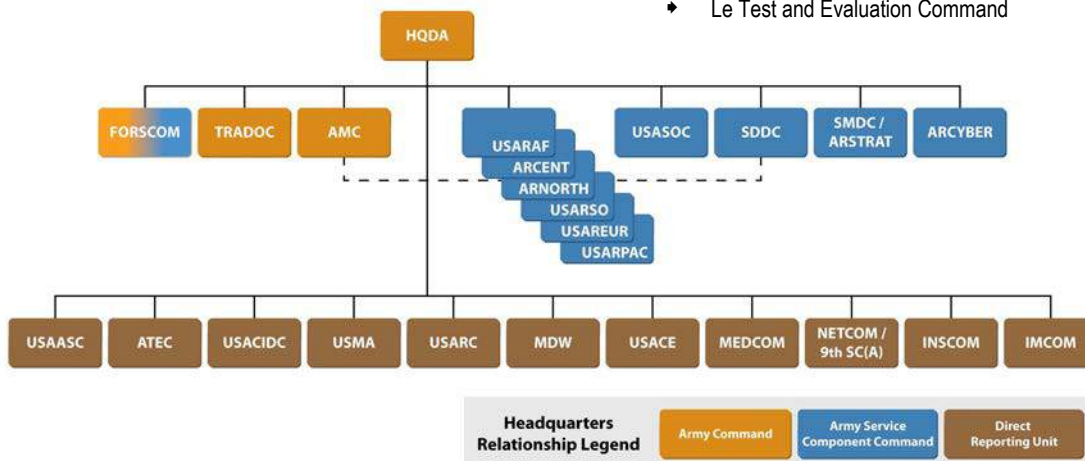 Le Test and Evaluation Command
HQDA
FORSCOM
TRADOC
AMC
USARAF
ARCENT
ARNORTH
USARSO
USAREUR
USARPAC
USASOC
SDDC
SMDC /
ARSTRAT
ARCYBER
USAASC
ATEC
USACIDC
USMA
USARC
MDW
USACE
MEDCOM
NETCOM /
9th SC(A)
INSCOM
IMCOM
Headquarters
Relationship Legend
Army Command
Army Service
Component Command
Direct
Reporting Unit